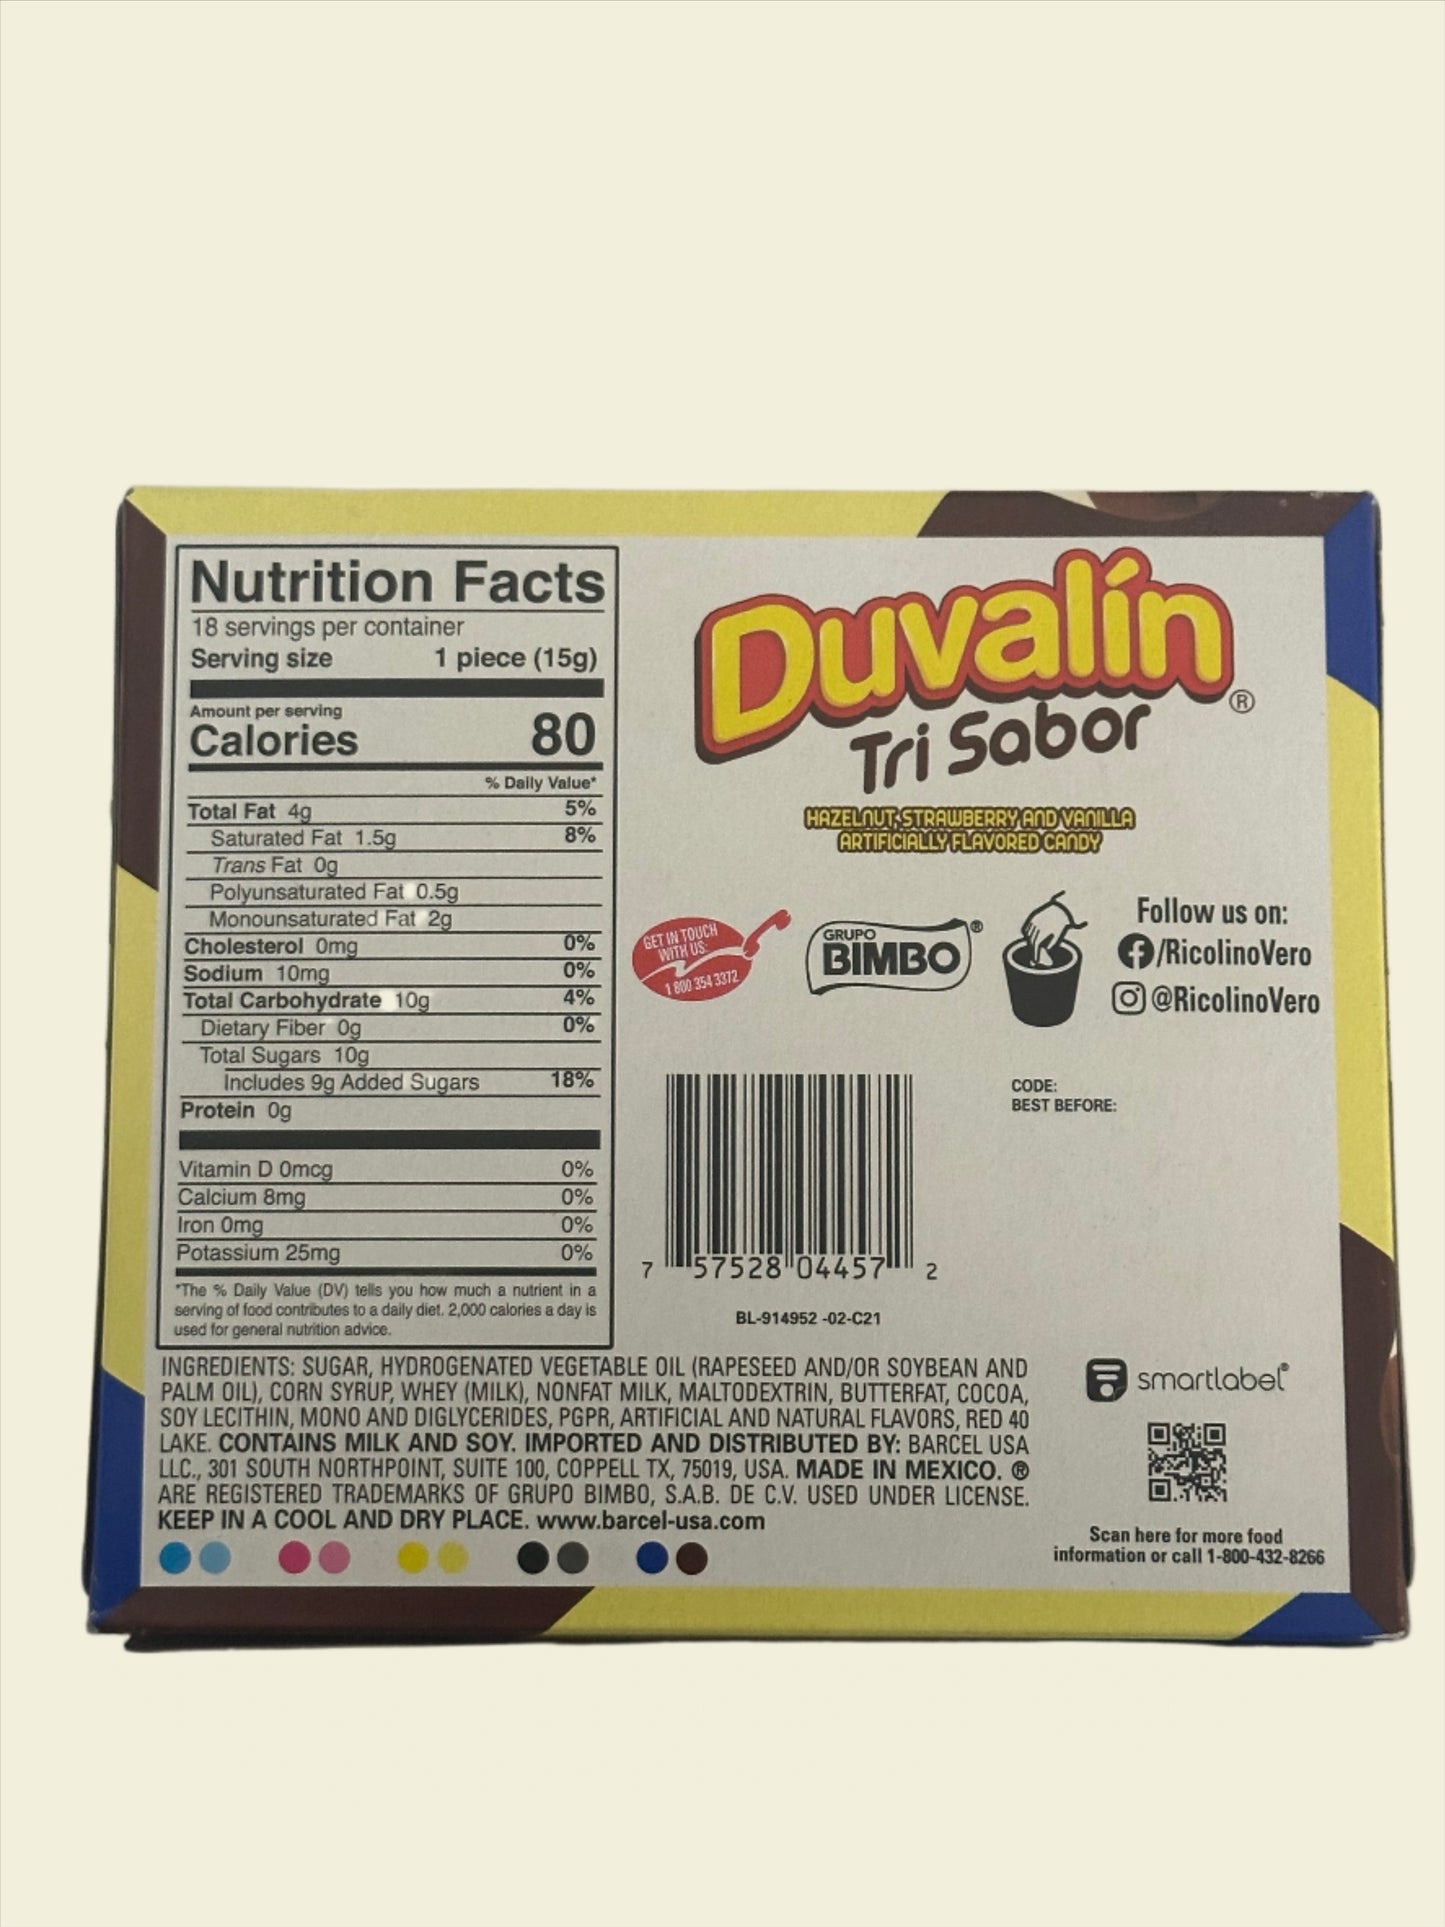 Nutrition Facts
18 servings per container
Serving size 1 piece (15g)
Amount per serving
Calories 80
% Daily Value*
Total Fat 4g 5%
Saturated Fat 1.5g 8%
Trans Fat 0g
Polyunsaturated Fat 0.5g
Monounsaturated Fat 2g
Cholesterol 0mg 0%
Sodium 10mg 0%
Total Carbohydrate 10g 4%
Dietary Fiber 0g 0%
Total Sugars 10g
Includes 9g Added Sugars 18%
Protein 0g
Vitamin D 0mcg 0%
Calcium 8mg 0%
Iron 0mg 0%
Potassium 25mg 0%
*The % Daily Value (DV) tells you how much a nutrient in a
serving of food contributes to a daily diet. 2,000 calories a day is
used for general nutrition advice.
Duvalín®
Tri Sabor
HAZELNUT, STRAWBERRY AND VANILLA
ARTIFICIALLY FLAVORED CANDY
GET IN TOUCH
WITH US:
1 800 354 3372
GRUPO
BIMBO®
Follow us on:
/RicolinoVero
@RicolinoVero
CODE:
BEST BEFORE:
7 57528 04457 2
BL-914952 -02-C21
INGREDIENTS: SUGAR, HYDROGENATED VEGETABLE OIL (RAPESEED AND/OR SOYBEAN AND
PALM OIL), CORN SYRUP, WHEY (MILK), NONFAT MILK, MALTODEXTRIN, BUTTERFAT, COCOA,
SOY LECITHIN, MONO AND DIGLYCERIDES, PGPR, ARTIFICIAL AND NATURAL FLAVORS, RED 40
LAKE. CONTAINS MILK AND SOY. IMPORTED AND DISTRIBUTED BY: BARCEL USA
LLC., 301 SOUTH NORTHPOINT, SUITE 100, COPPELL TX, 75019, USA. MADE IN MEXICO. ®
ARE REGISTERED TRADEMARKS OF GRUPO BIMBO, S.A.B. DE C.V. USED UNDER LICENSE.
KEEP IN A COOL AND DRY PLACE. www.barcel-usa.com
smartlabel®
Scan here for more food
information or call 1-800-432-8266